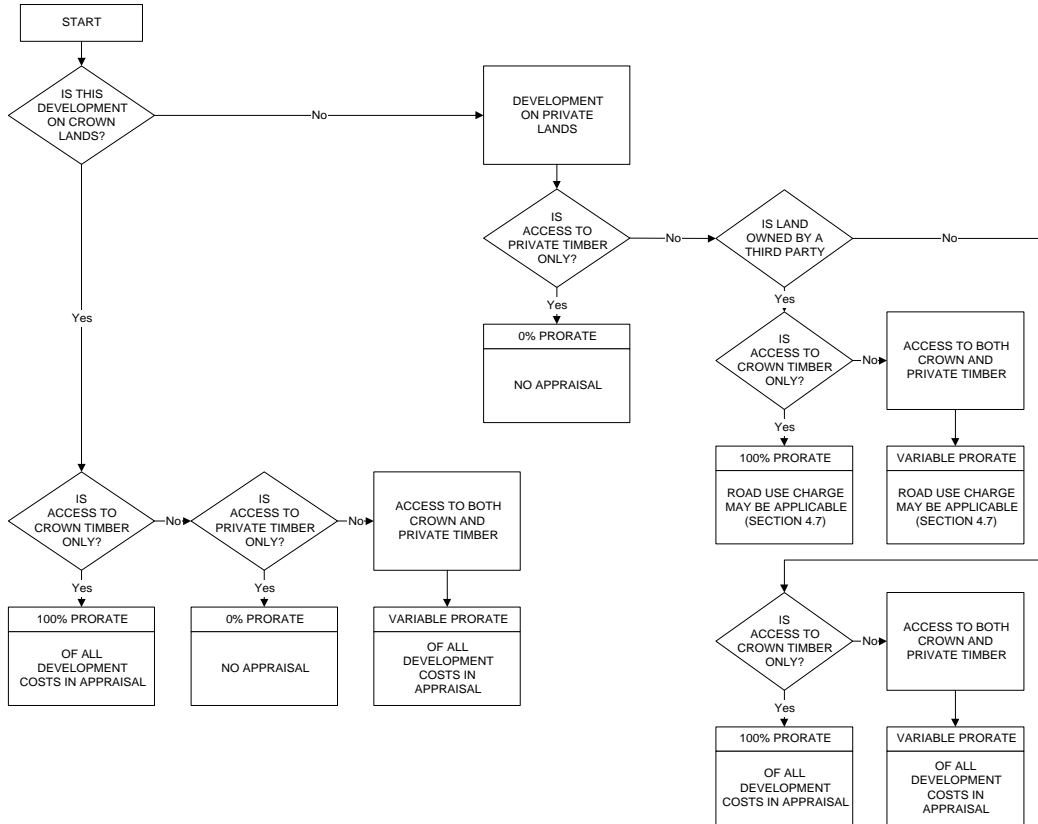 START
IS THIS
DEVELOPMENT
ON CROWN
LANDS?
No
DEVELOPMENT
ON PRIVATE
LANDS
IS
ACCESS TO
PRIVATE TIMBER
ONLY?
No
IS LAND
OWNED BY A
THIRD PARTY
No
Yes
Yes
Yes
0% PRORATE
NO APPRAISAL
IS
ACCESS TO
CROWN TIMBER
ONLY?
No
ACCESS TO BOTH
CROWN AND
PRIVATE TIMBER
Yes
100% PRORATE
ROAD USE CHARGE
MAY BE APPLICABLE
(SECTION 4.7)
VARIABLE PRORATE
ROAD USE CHARGE
MAY BE APPLICABLE
(SECTION 4.7)
IS
ACCESS TO
CROWN TIMBER
ONLY?
No
IS
ACCESS TO
PRIVATE TIMBER
ONLY?
No
ACCESS TO BOTH
CROWN AND
PRIVATE TIMBER
Yes
Yes
100% PRORATE
OF ALL
DEVELOPMENT
COSTS IN APPRAISAL
0% PRORATE
NO APPRAISAL
VARIABLE PRORATE
OF ALL
DEVELOPMENT
COSTS IN
APPRAISAL
IS
ACCESS TO
CROWN TIMBER
ONLY?
No
ACCESS TO BOTH
CROWN AND
PRIVATE TIMBER
Yes
100% PRORATE
OF ALL
DEVELOPMENT
COSTS IN APPRAISAL
VARIABLE PRORATE
OF ALL
DEVELOPMENT
COSTS IN
APPRAISAL